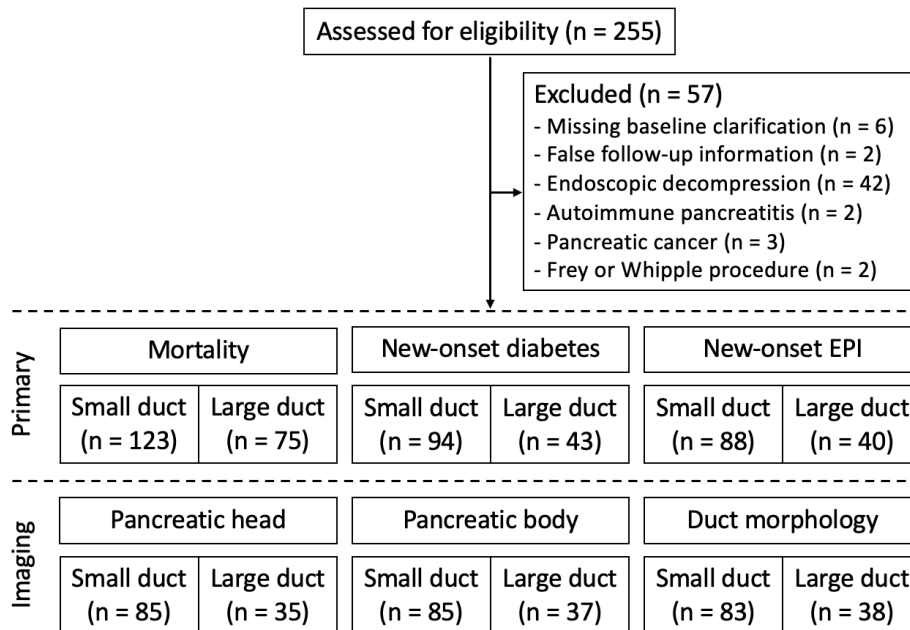 Assessed for eligibility (n = 255)
Excluded (n = 57)
- Missing baseline clarification (n = 6)
- False follow-up information (n = 2)
- Endoscopic decompression (n = 42)
- Autoimmune pancreatitis (n = 2)
- Pancreatic cancer (n = 3)
- Frey or Whipple procedure (n = 2)
Primary
Mortality
Small duct
(n = 123)
Large duct
(n = 75)
New-onset diabetes
Small duct
(n = 94)
Large duct
(n = 43)
New-onset EPI
Small duct
(n = 88)
Large duct
(n = 40)
Imaging
Pancreatic head
Small duct
(n = 85)
Large duct
(n = 35)
Pancreatic body
Small duct
(n = 85)
Large duct
(n = 37)
Duct morphology
Small duct
(n = 83)
Large duct
(n = 38)